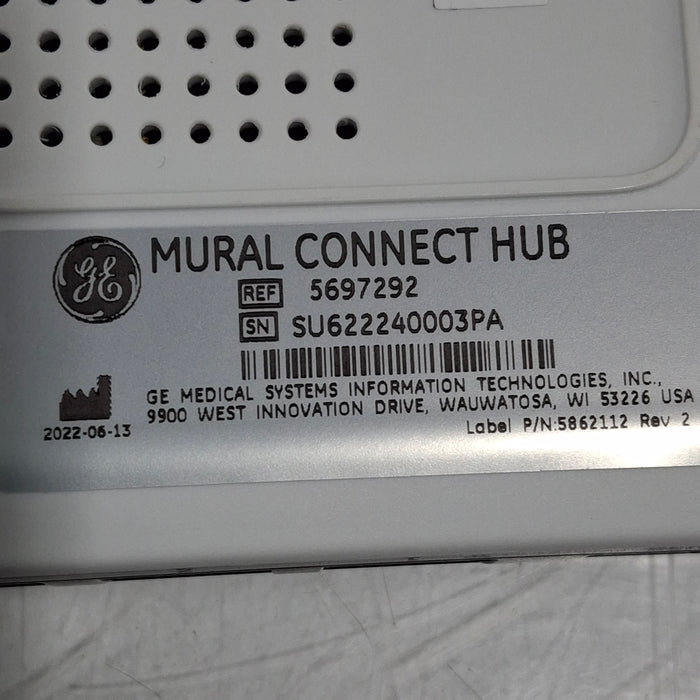 GE
MURAL CONNECT HUB
REF 5697292
SN SU622240003PA
GE MEDICAL SYSTEMS INFORMATION TECHNOLOGIES, INC.,
9900 WEST INNOVATION DRIVE, WAUWATOSA, WI 53226 USA
2022-06-13
Label P/N:5862112 Rev 2